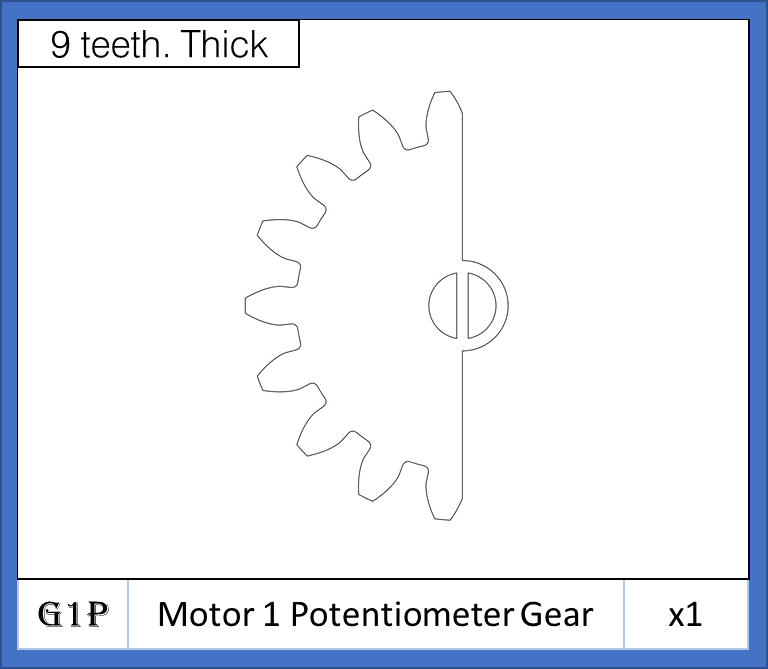 9 teeth. Thick
G1P
Motor 1 Potentiometer Gear
x1